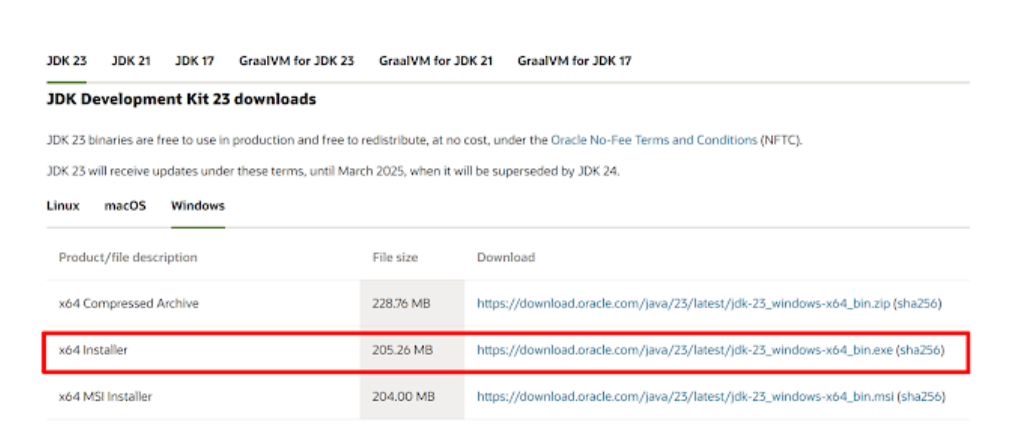 JDK 23 JDK 21 JDK 17 GraalVM for JDK 23 GraalVM for JDK 21 GraalVM for JDK 17
JDK Development Kit 23 downloads
JDK 23 binaries are free to use in production and free to redistribute, at no cost, under the Oracle No-Fee Terms and Conditions (NFTC).
JDK 23 will receive updates under these terms, until March 2025, when it will be superseded by JDK 24.
Linux macOS Windows
Product/file description File size Download
x64 Compressed Archive 228.76 MB https://download.oracle.com/java/23/latest/jdk-23_windows-x64_bin.zip (sha256)
x64 Installer 205.26 MB https://download.oracle.com/java/23/latest/jdk-23_windows-x64_bin.exe (sha256)
x64 MSI Installer 204.00 MB https://download.oracle.com/java/23/latest/jdk-23_windows-x64_bin.msi (sha256)